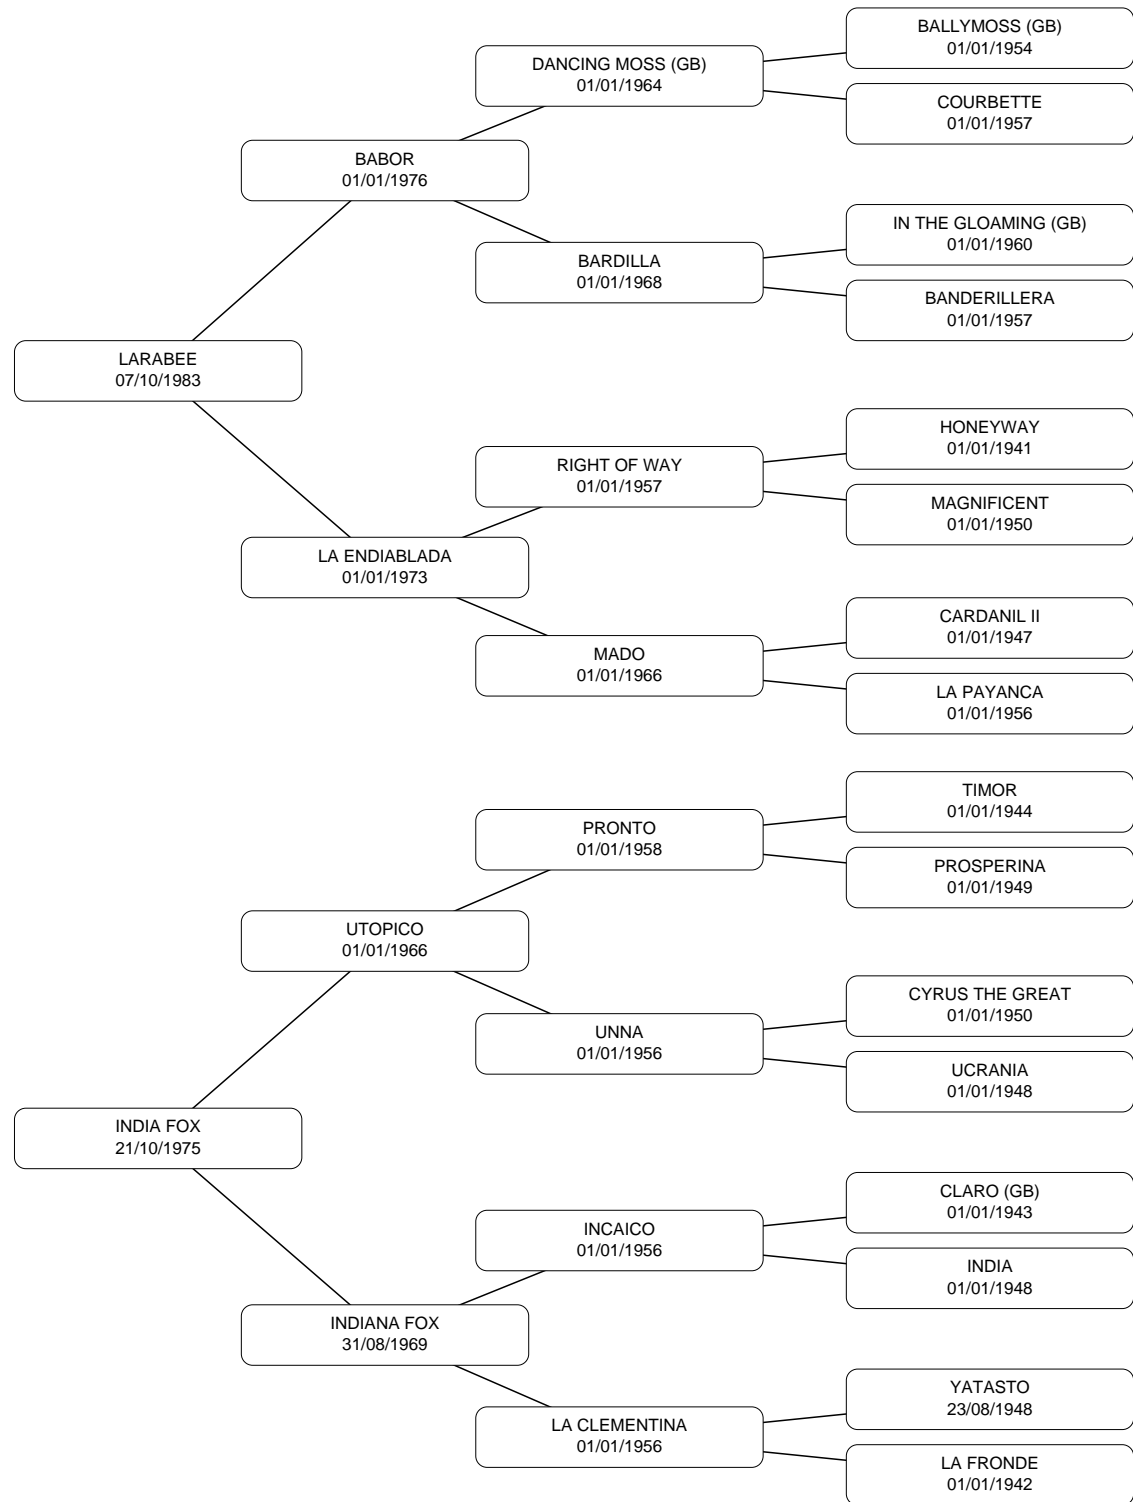 BALLYMOSS (GB)
01/01/1954
DANCING MOSS (GB)
01/01/1964
COURBETTE
01/01/1957
BABOR
01/01/1976
IN THE GLOAMING (GB)
01/01/1960
BARDILLA
01/01/1968
BANDERILLERA
01/01/1957
LARABEE
07/10/1983
HONEYWAY
01/01/1941
RIGHT OF WAY
01/01/1957
MAGNIFICENT
01/01/1950
LA ENDIABLADA
01/01/1973
CARDANIL II
01/01/1947
MADO
01/01/1966
LA PAYANCA
01/01/1956
TIMOR
01/01/1944
PRONTO
01/01/1958
PROSPERINA
01/01/1949
UTOPICO
01/01/1966
CYRUS THE GREAT
01/01/1950
UNNA
01/01/1956
UCRANIA
01/01/1948
INDIA FOX
21/10/1975
CLARO (GB)
01/01/1943
INCAICO
01/01/1956
INDIA
01/01/1948
INDIANA FOX
31/08/1969
YATASTO
23/08/1948
LA CLEMENTINA
01/01/1956
LA FRONDE
01/01/1942